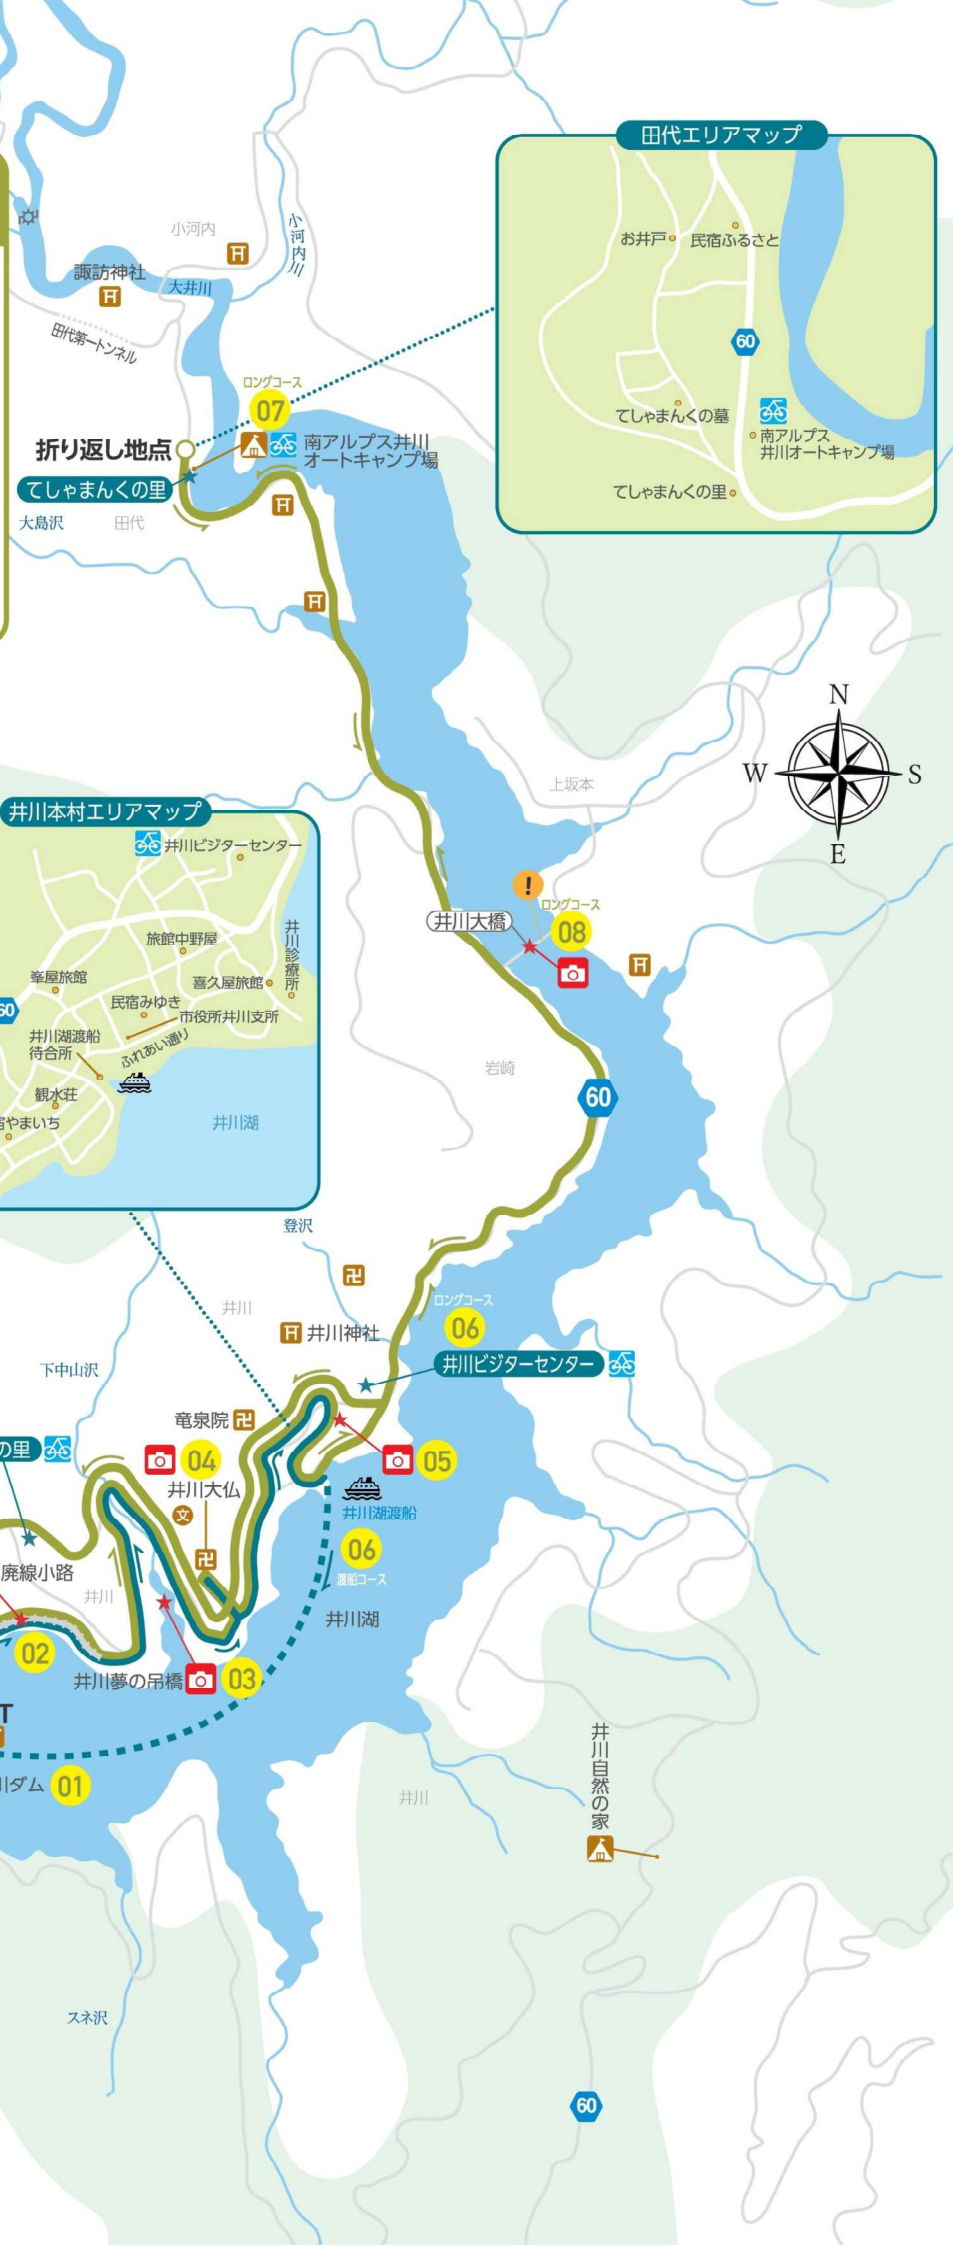 田代エリアマップ
お井戸
民宿ふるさと
60
てしゃまんくの墓
南アルプス
井川オートキャンプ場
てしゃまんくの里
小河内
小河内川
諏訪神社
大井川
田代第一トンネル
ロングコース
07
折り返し地点
南アルプス井川
オートキャンプ場
てしゃまんくの里
大島沢
田代
N
W
S
E
上坂本
井川本村エリアマップ
井川ビジターセンター
旅館中野屋
井川診療所
峯屋旅館
喜久屋旅館
民宿みゆき
60
市役所井川支所
井川湖渡船
待合所
ふれあい通り
観水荘
宿やまいち
井川湖
!
ロングコース
井川大橋
08
岩崎
60
登沢
井川
ロングコース
06
井川神社
井川ビジターセンター
下中山沢
竜泉院
の里
04
05
井川大仏
文
井川湖渡船
06
渡船コース
廃線小路
井川
井川湖
02
井川夢の吊橋
03
T
川ダム
01
井川自然の家
井川
スネ沢
60